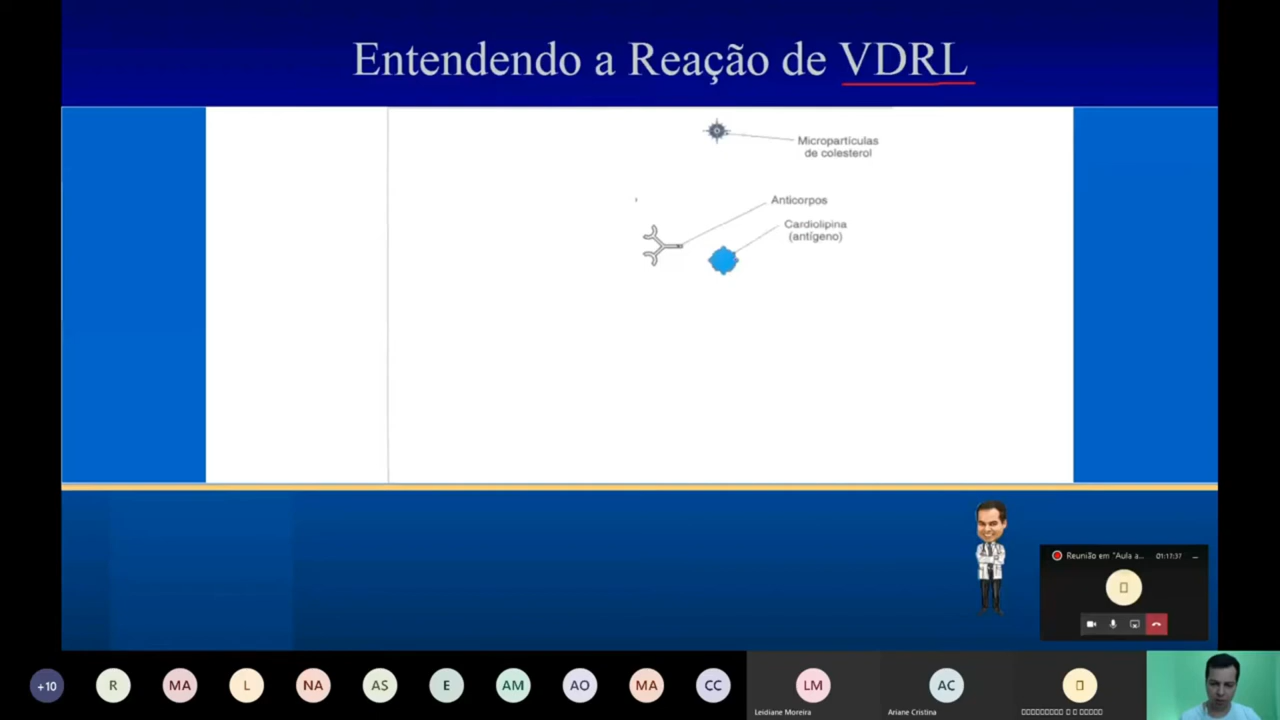 Entendendo a Reação de VDRL
Micropartículas
de colesterol
Anticorpos
Cardiolipina
(antígeno)
Reunião em "Aula a...
01:17:37
+10
R
MA
L
NA
AS
E
AM
AO
MA
CC
LM
AC
Leidiane Moreira
Ariane Cristina